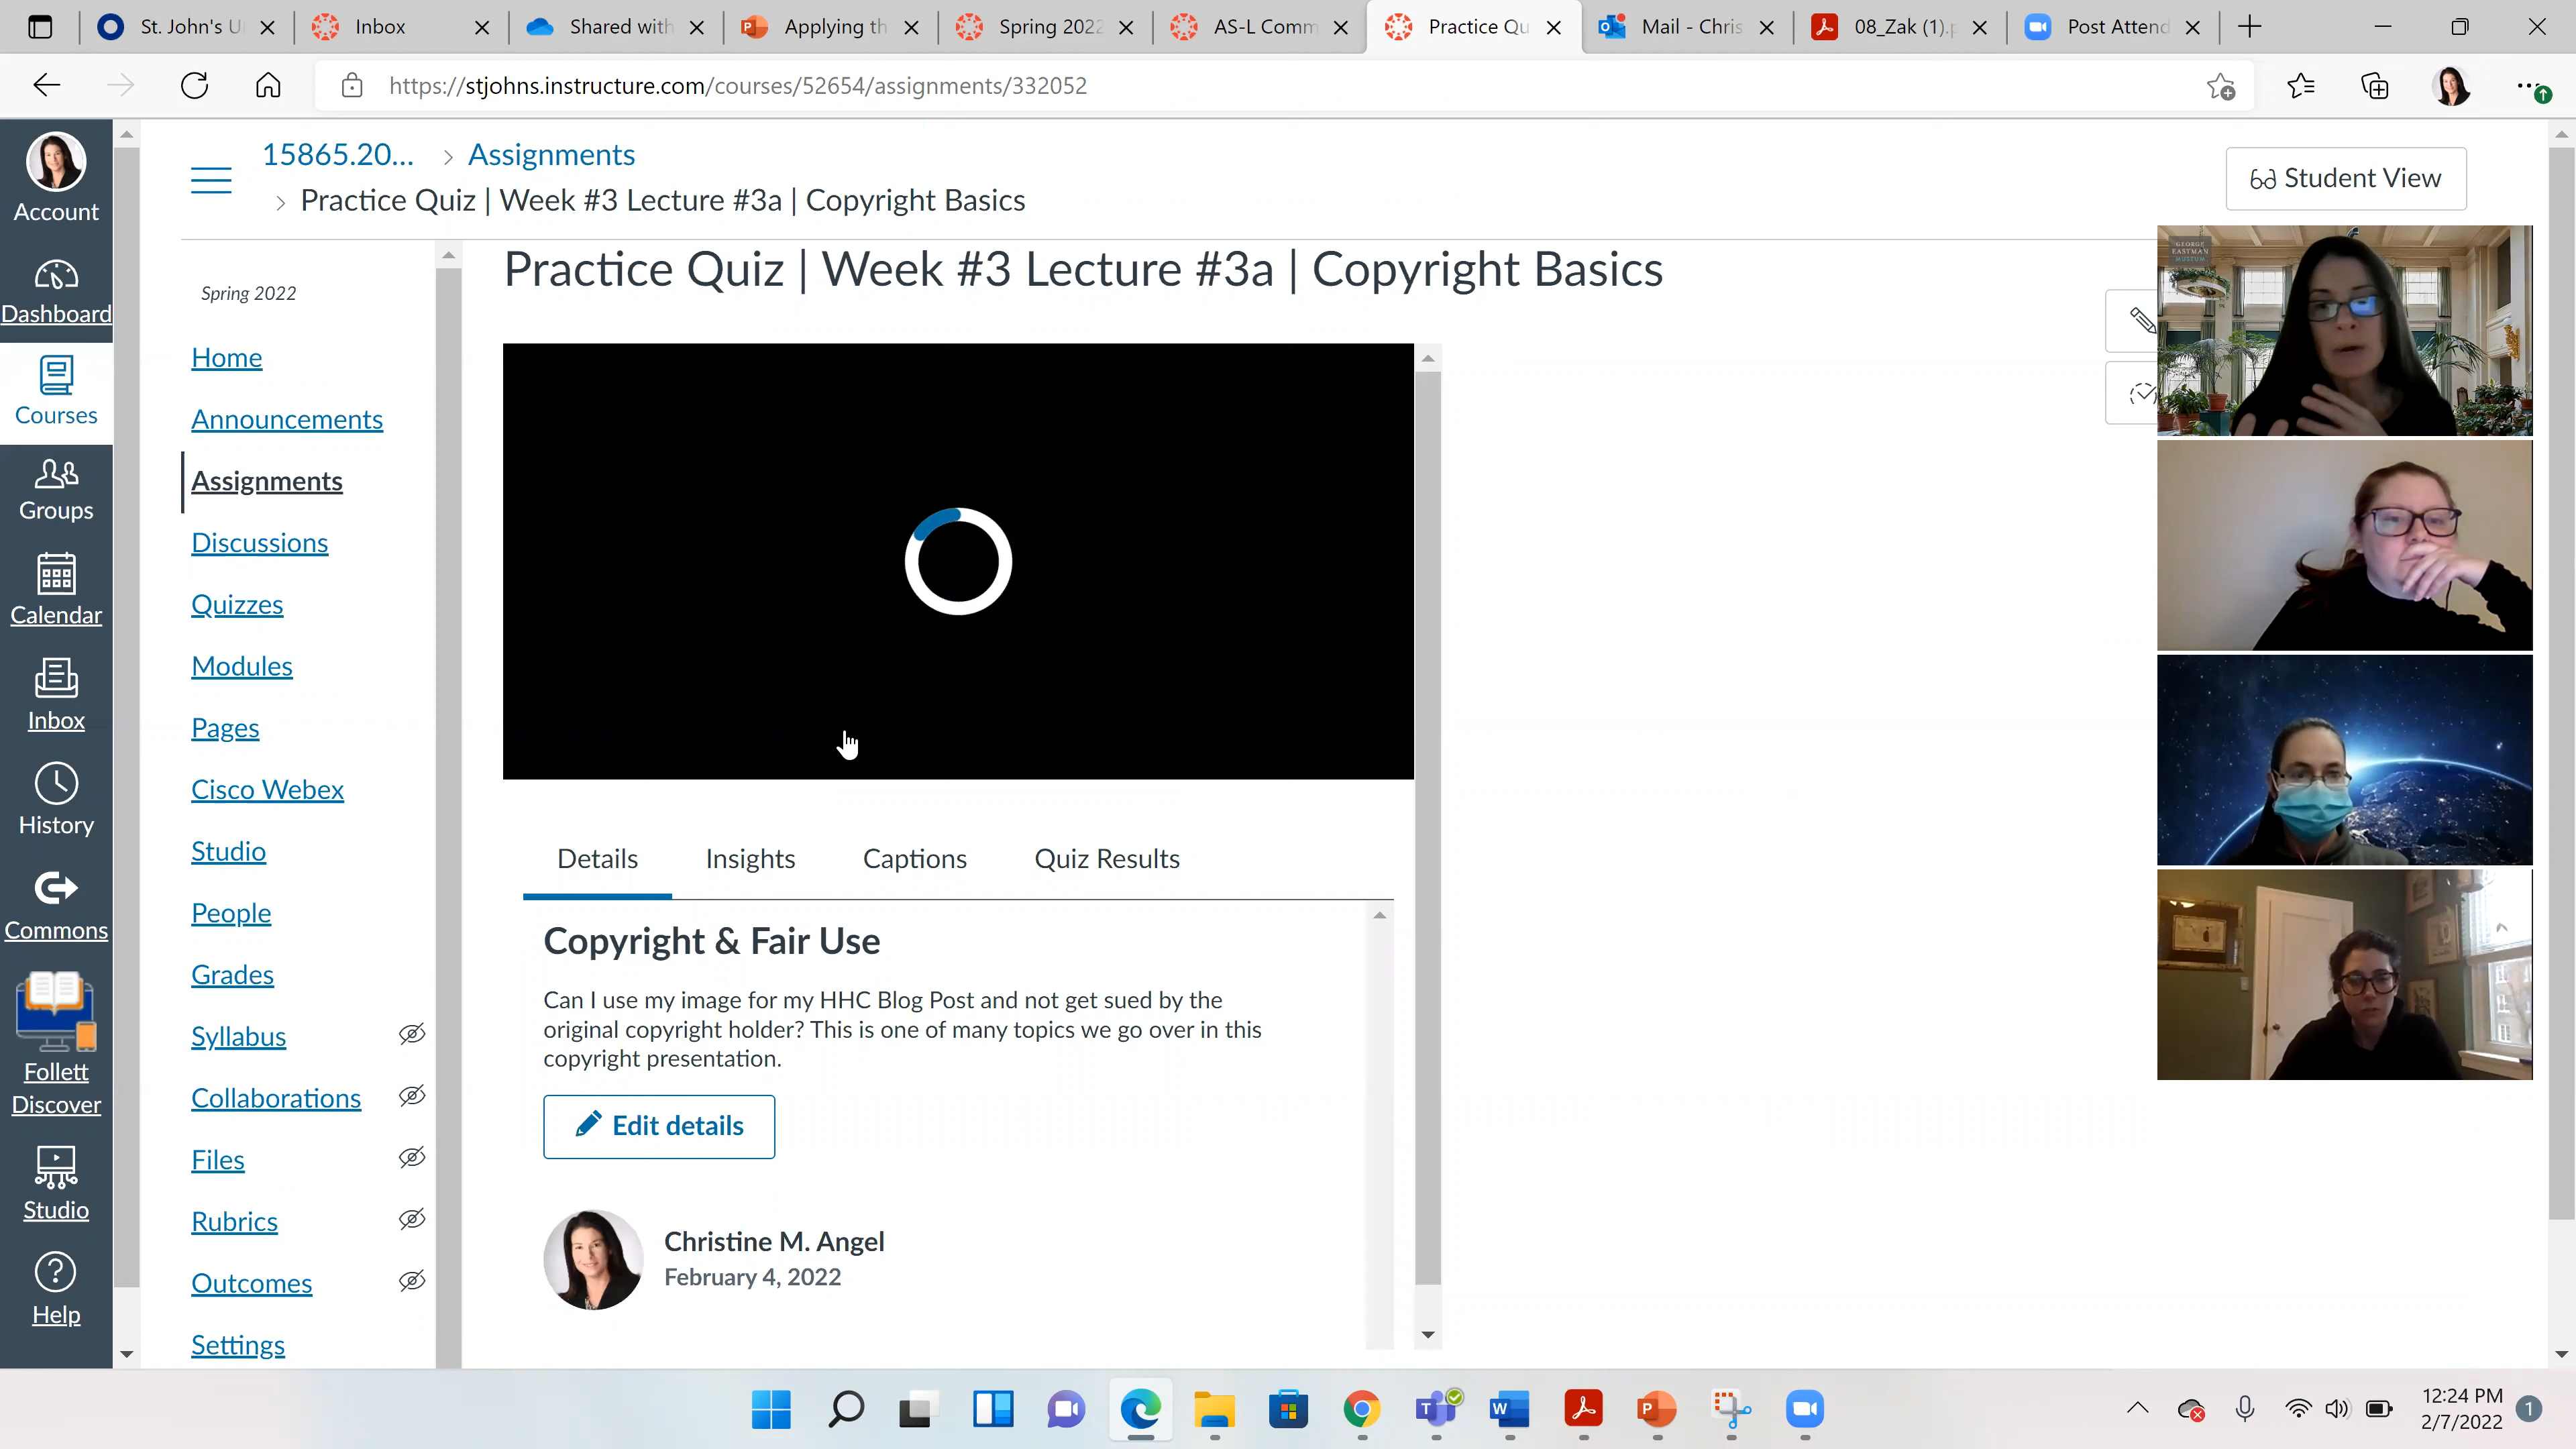 St. John's U
Inbox
Shared with
Applying th
Spring 2022
AS-L Comm
Practice Qu
Mail - Chris
08_Zak (1).p
Post Attend
https://stjohns.instructure.com/courses/52654/assignments/332052
15865.20... > Assignments
> Practice Quiz | Week #3 Lecture #3a | Copyright Basics
Student View
Account
Dashboard
Courses
Groups
Calendar
Inbox
History
Commons
Follett
Discover
Studio
Help
Spring 2022
Home
Announcements
Assignments
Discussions
Quizzes
Modules
Pages
Cisco Webex
Studio
People
Grades
Syllabus
Collaborations
Files
Rubrics
Outcomes
Settings
Practice Quiz | Week #3 Lecture #3a | Copyright Basics
GEORGE
EASTMAN
MUSEUM
Details
Insights
Captions
Quiz Results
Copyright & Fair Use
Can I use my image for my HHC Blog Post and not get sued by the
original copyright holder? This is one of many topics we go over in this
copyright presentation.
Edit details
Christine M. Angel
February 4, 2022
12:24 PM
2/7/2022
1